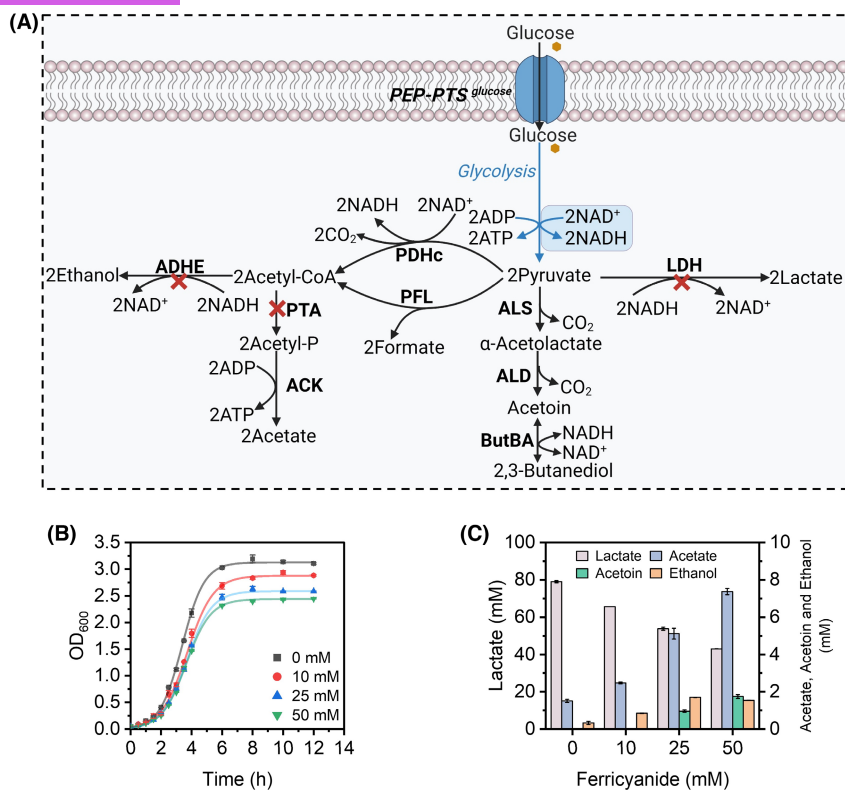 (A)
Glucose
PEP-PTS glucose
Glucose
Glycolysis
2NADH 2NAD⁺
2ADP 2NAD⁺
2CO₂ 2ATP 2NADH
PDHc
2Ethanol ADHE 2Acetyl-CoA 2Pyruvate LDH 2Lactate
2NAD⁺ 2NADH PFL 2NADH 2NAD⁺
PTA ALS
CO₂
2Acetyl-P 2Formate α-Acetolactate
2ADP ALD
ACK CO₂
2ATP Acetoin
2Acetate ButBA NADH
NAD⁺
2,3-Butanediol
(B)
3.5
3.0
2.5
2.0
1.5
1.0
0.5
0.0
OD₆₀₀
0 mM
10 mM
25 mM
50 mM
0 2 4 6 8 10 12 14
Time (h)
(C)
100
80
60
40
20
0
Lactate (mM)
Lactate Acetate
Acetoin Ethanol
10
8
6
4
2
0
Acetate, Acetoin and Ethanol
(mM)
0 10 25 50
Ferricyanide (mM)